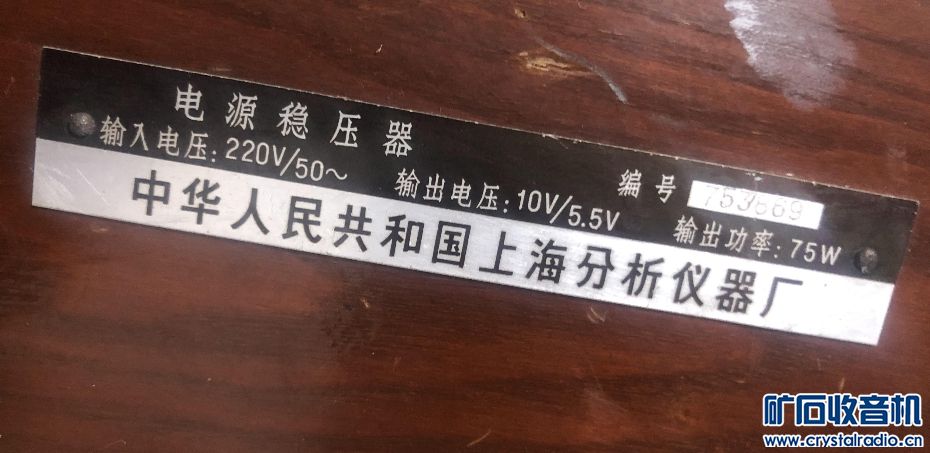 电源稳压器
编号 753669
输入电压:220V/50～ 输出电压:10V/5.5V 输出功率:75W
中华人民共和国上海分析仪器厂
矿石收音机
www.crystalradio.cn